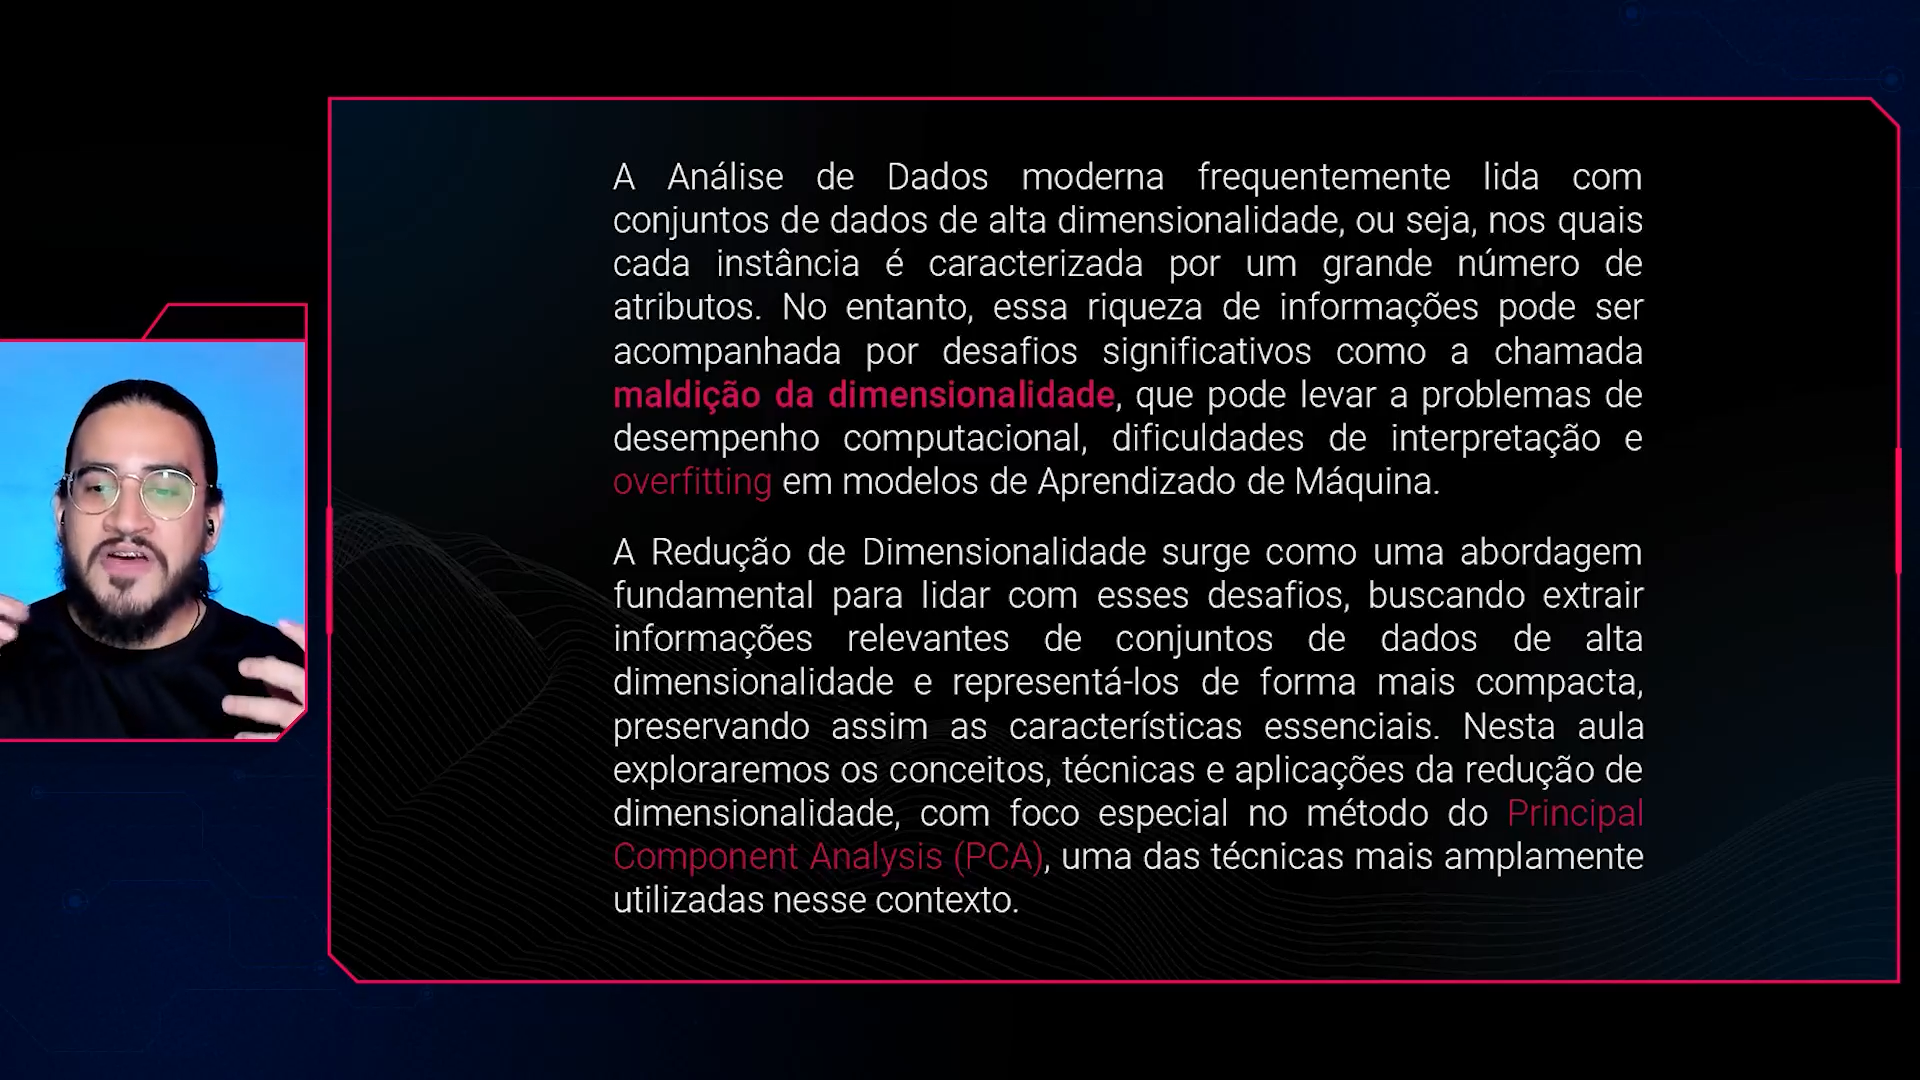 A Análise de Dados moderna frequentemente lida com
conjuntos de dados de alta dimensionalidade, ou seja, nos quais
cada instância é caracterizada por um grande número de
atributos. No entanto, essa riqueza de informações pode ser
acompanhada por desafios significativos como a chamada
maldição da dimensionalidade, que pode levar a problemas de
desempenho computacional, dificuldades de interpretação e
overfitting em modelos de Aprendizado de Máquina.
A Redução de Dimensionalidade surge como uma abordagem
fundamental para lidar com esses desafios, buscando extrair
informações relevantes de conjuntos de dados de alta
dimensionalidade e representá-los de forma mais compacta,
preservando assim as características essenciais. Nesta aula
exploraremos os conceitos, técnicas e aplicações da redução de
dimensionalidade, com foco especial no método do Principal
Component Analysis (PCA), uma das técnicas mais amplamente
utilizadas nesse contexto.